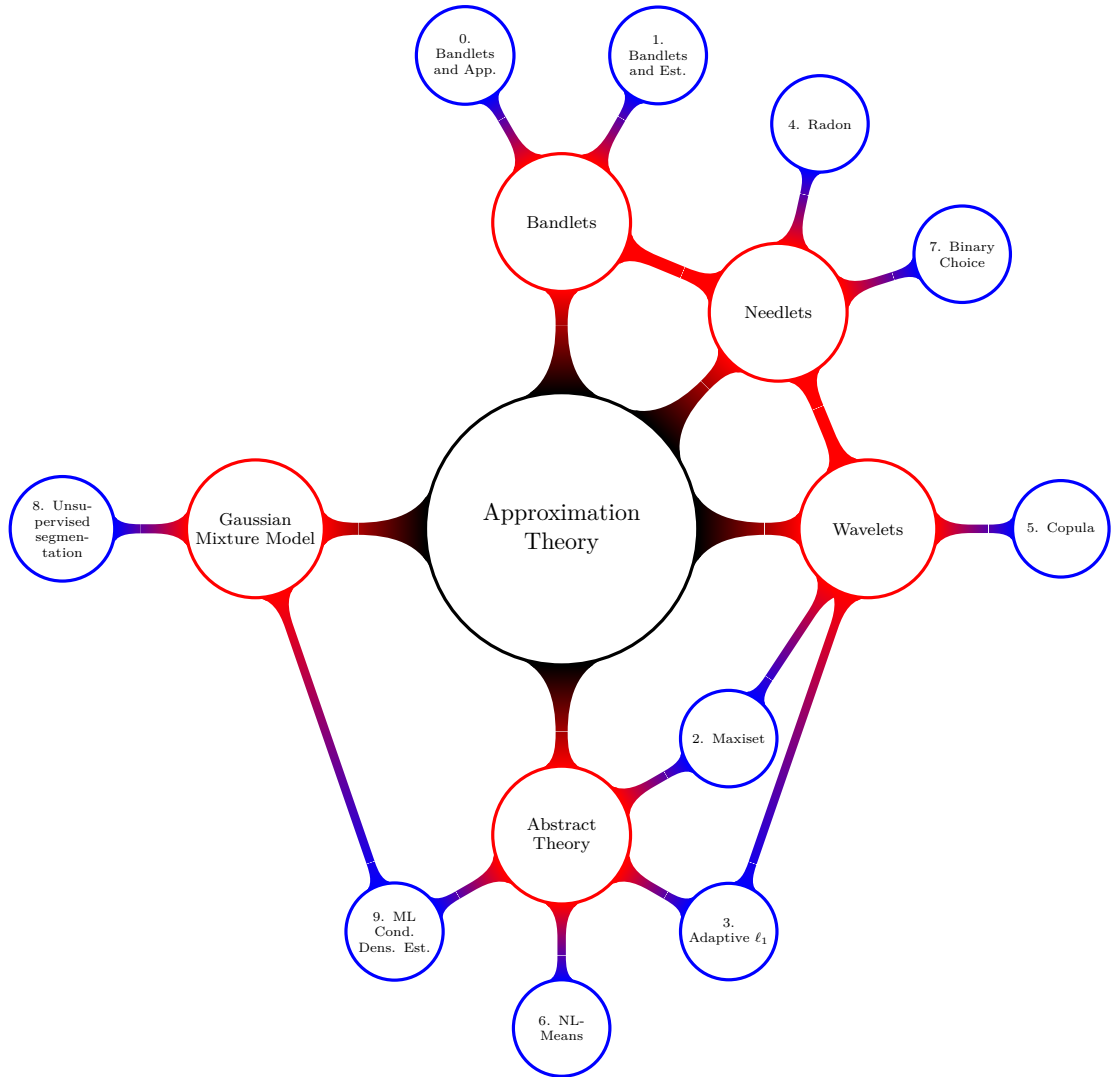 0.
Bandlets
and App.
1.
Bandlets
and Est.
4. Radon
Bandlets
7. Binary
Choice
Needlets
8. Unsu-
pervised
segmen-
tation
Gaussian
Mixture Model
Approximation
Theory
Wavelets
5. Copula
2. Maxiset
Abstract
Theory
9. ML
Cond.
Dens. Est.
3.
Adaptive ℓ₁
6. NL-
Means